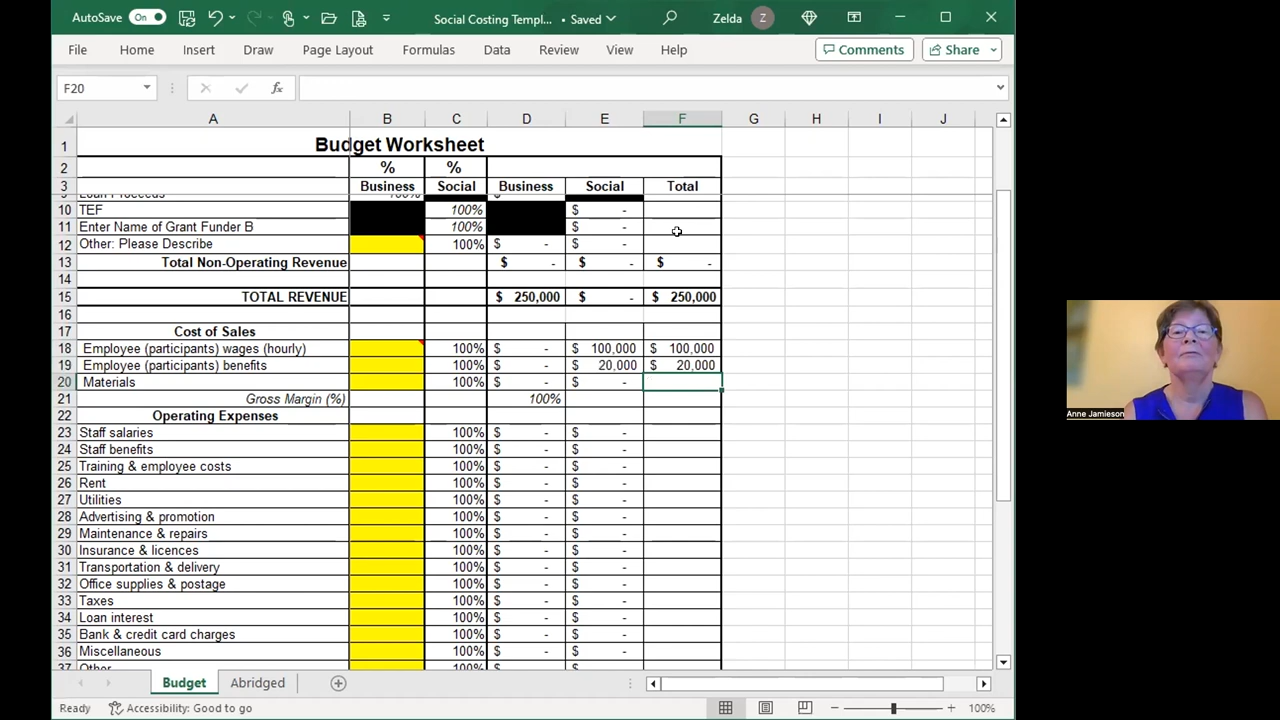 AutoSave On Social Costing Templ... • Saved Zelda Z
File Home Insert Draw Page Layout Formulas Data Review View Help Comments Share
F20 fx
A B C D E F G H I J
1 Budget Worksheet
2 % %
3 Business Social Business Social Total
9 Loan Proceeds 100% $
10 TEF 100% $ -
11 Enter Name of Grant Funder B 100% $ -
12 Other: Please Describe 100% $ - $ -
13 Total Non-Operating Revenue $ - $ - $ -
14
15 TOTAL REVENUE $ 250,000 $ - $ 250,000
16
17 Cost of Sales
18 Employee (participants) wages (hourly) 100% $ - $ 100,000 $ 100,000
19 Employee (participants) benefits 100% $ - $ 20,000 $ 20,000
20 Materials 100% $ - $ -
21 Gross Margin (%) 100%
22 Operating Expenses
23 Staff salaries 100% $ - $ -
24 Staff benefits 100% $ - $ -
25 Training & employee costs 100% $ - $ -
26 Rent 100% $ - $ -
27 Utilities 100% $ - $ -
28 Advertising & promotion 100% $ - $ -
29 Maintenance & repairs 100% $ - $ -
30 Insurance & licences 100% $ - $ -
31 Transportation & delivery 100% $ - $ -
32 Office supplies & postage 100% $ - $ -
33 Taxes 100% $ - $ -
34 Loan interest 100% $ - $ -
35 Bank & credit card charges 100% $ - $ -
36 Miscellaneous 100% $ - $ -
37 Other 100% $ $
Budget Abridged
Ready Accessibility: Good to go 100%
Anne Jamieson